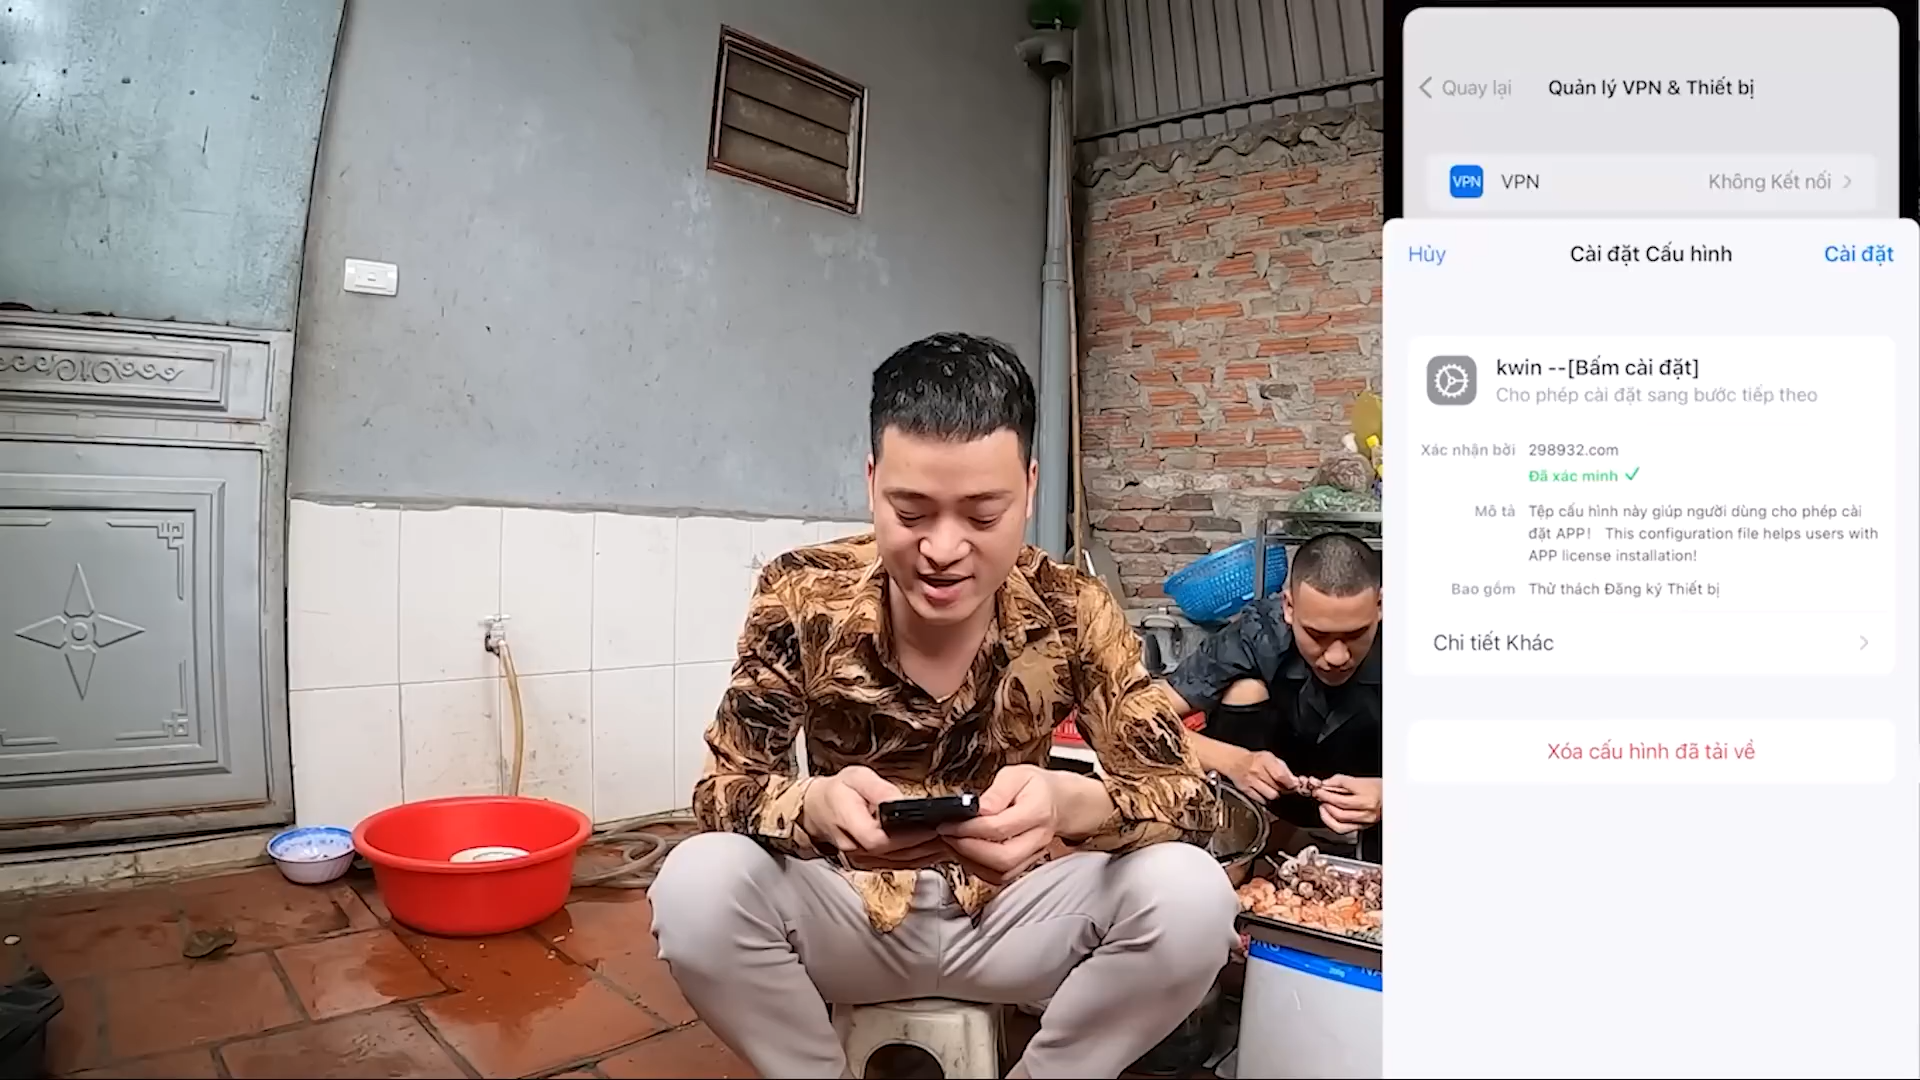 Quay lại
Quản lý VPN & Thiết bị
VPN
VPN
Không Kết nối
Hủy
Cài đặt Cấu hình
Cài đặt
kwin --[Bấm cài đặt]
Cho phép cài đặt sang bước tiếp theo
Xác nhận bởi
298932.com
Đã xác minh ✓
Mô tả
Tệp cấu hình này giúp người dùng cho phép cài
đặt APP! This configuration file helps users with
APP license installation!
Bao gồm
Thử thách Đăng ký Thiết bị
Chi tiết Khác
Xóa cấu hình đã tải về